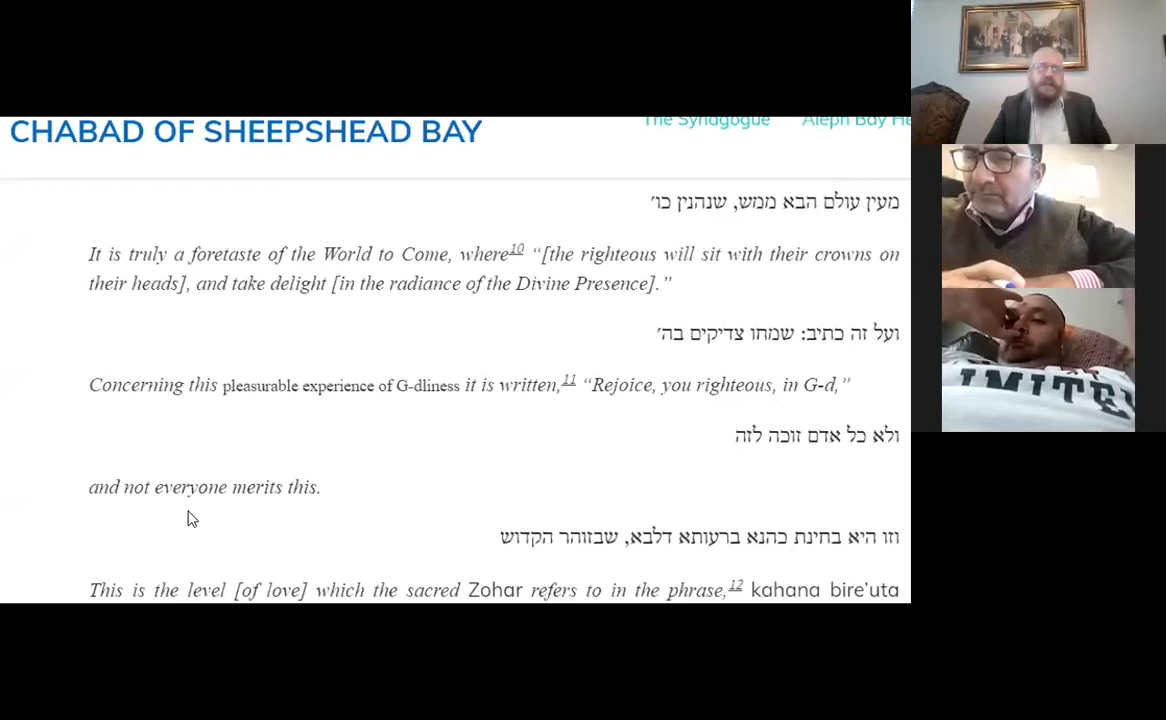 CHABAD OF SHEEPSHEAD BAY
The Synagogue
Aleph Bay He
מעין עולם הבא ממש, שנהנין כו׳
It is truly a foretaste of the World to Come, where10 “[the righteous will sit with their crowns on
their heads], and take delight [in the radiance of the Divine Presence].”
ועל זה כתיב: שמחו צדיקים בה׳
Concerning this pleasurable experience of G-dliness it is written,11 “Rejoice, you righteous, in G-d,”
ולא כל אדם זוכה לזה
and not everyone merits this.
וזו היא בחינת כהנא ברעותא דלבא, שבזוהר הקדוש
This is the level [of love] which the sacred Zohar refers to in the phrase,12 kahana bire’uta